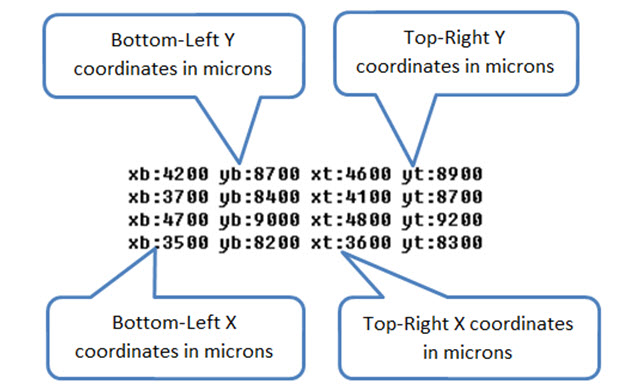 Bottom-Left Y
coordinates in microns
Top-Right Y
coordinates in microns
xb:4200 yb:8700 xt:4600 yt:8900
xb:3700 yb:8400 xt:4100 yt:8700
xb:4700 yb:9000 xt:4800 yt:9200
xb:3500 yb:8200 xt:3600 yt:8300
Bottom-Left X
coordinates in microns
Top-Right X coordinates
in microns